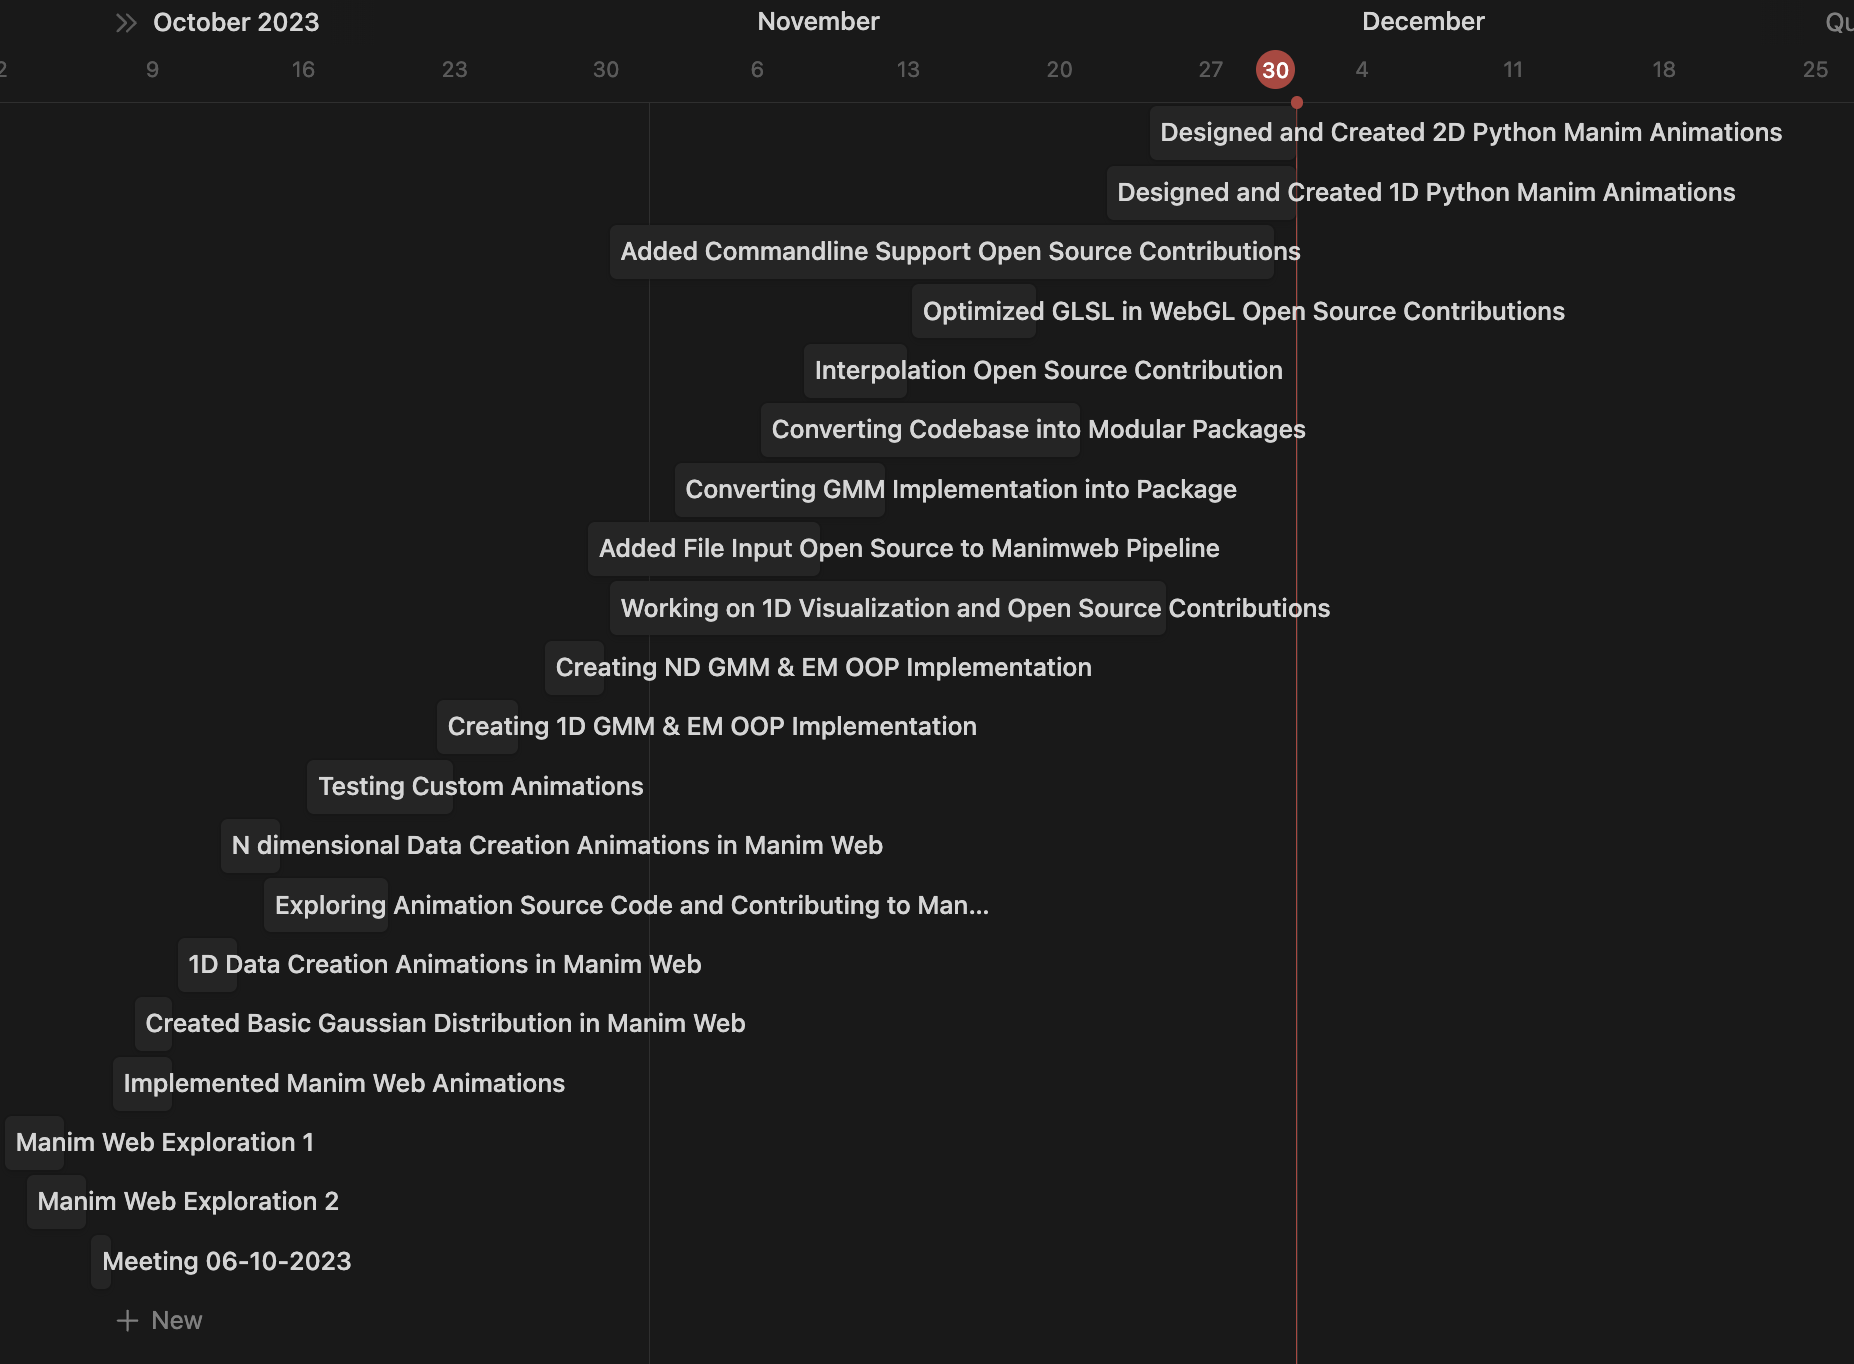 October 2023 November December Qu
2 9 16 23 30 6 13 20 27 30 4 11 18 25
Designed and Created 2D Python Manim Animations
Designed and Created 1D Python Manim Animations
Added Commandline Support Open Source Contributions
Optimized GLSL in WebGL Open Source Contributions
Interpolation Open Source Contribution
Converting Codebase into Modular Packages
Converting GMM Implementation into Package
Added File Input Open Source to Manimweb Pipeline
Working on 1D Visualization and Open Source Contributions
Creating ND GMM & EM OOP Implementation
Creating 1D GMM & EM OOP Implementation
Testing Custom Animations
N dimensional Data Creation Animations in Manim Web
Exploring Animation Source Code and Contributing to Man...
1D Data Creation Animations in Manim Web
Created Basic Gaussian Distribution in Manim Web
Implemented Manim Web Animations
Manim Web Exploration 1
Manim Web Exploration 2
Meeting 06-10-2023
New